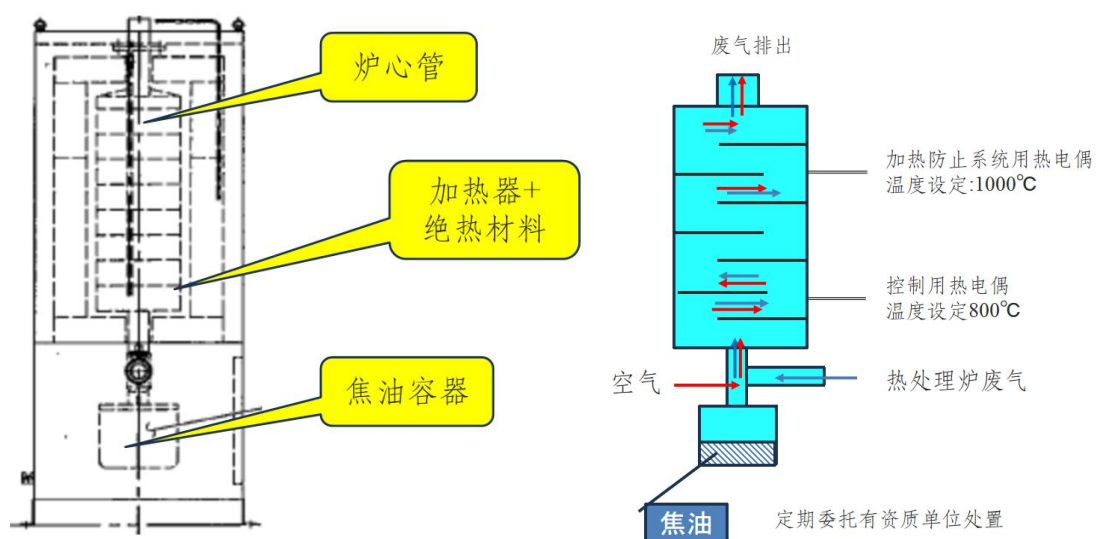 炉心管
加热器+
绝热材料
焦油容器
废气排出
加热防止系统用热电偶
温度设定:1000℃
控制用热电偶
温度设定800℃
空气
热处理炉废气
焦油
定期委托有资质单位处置